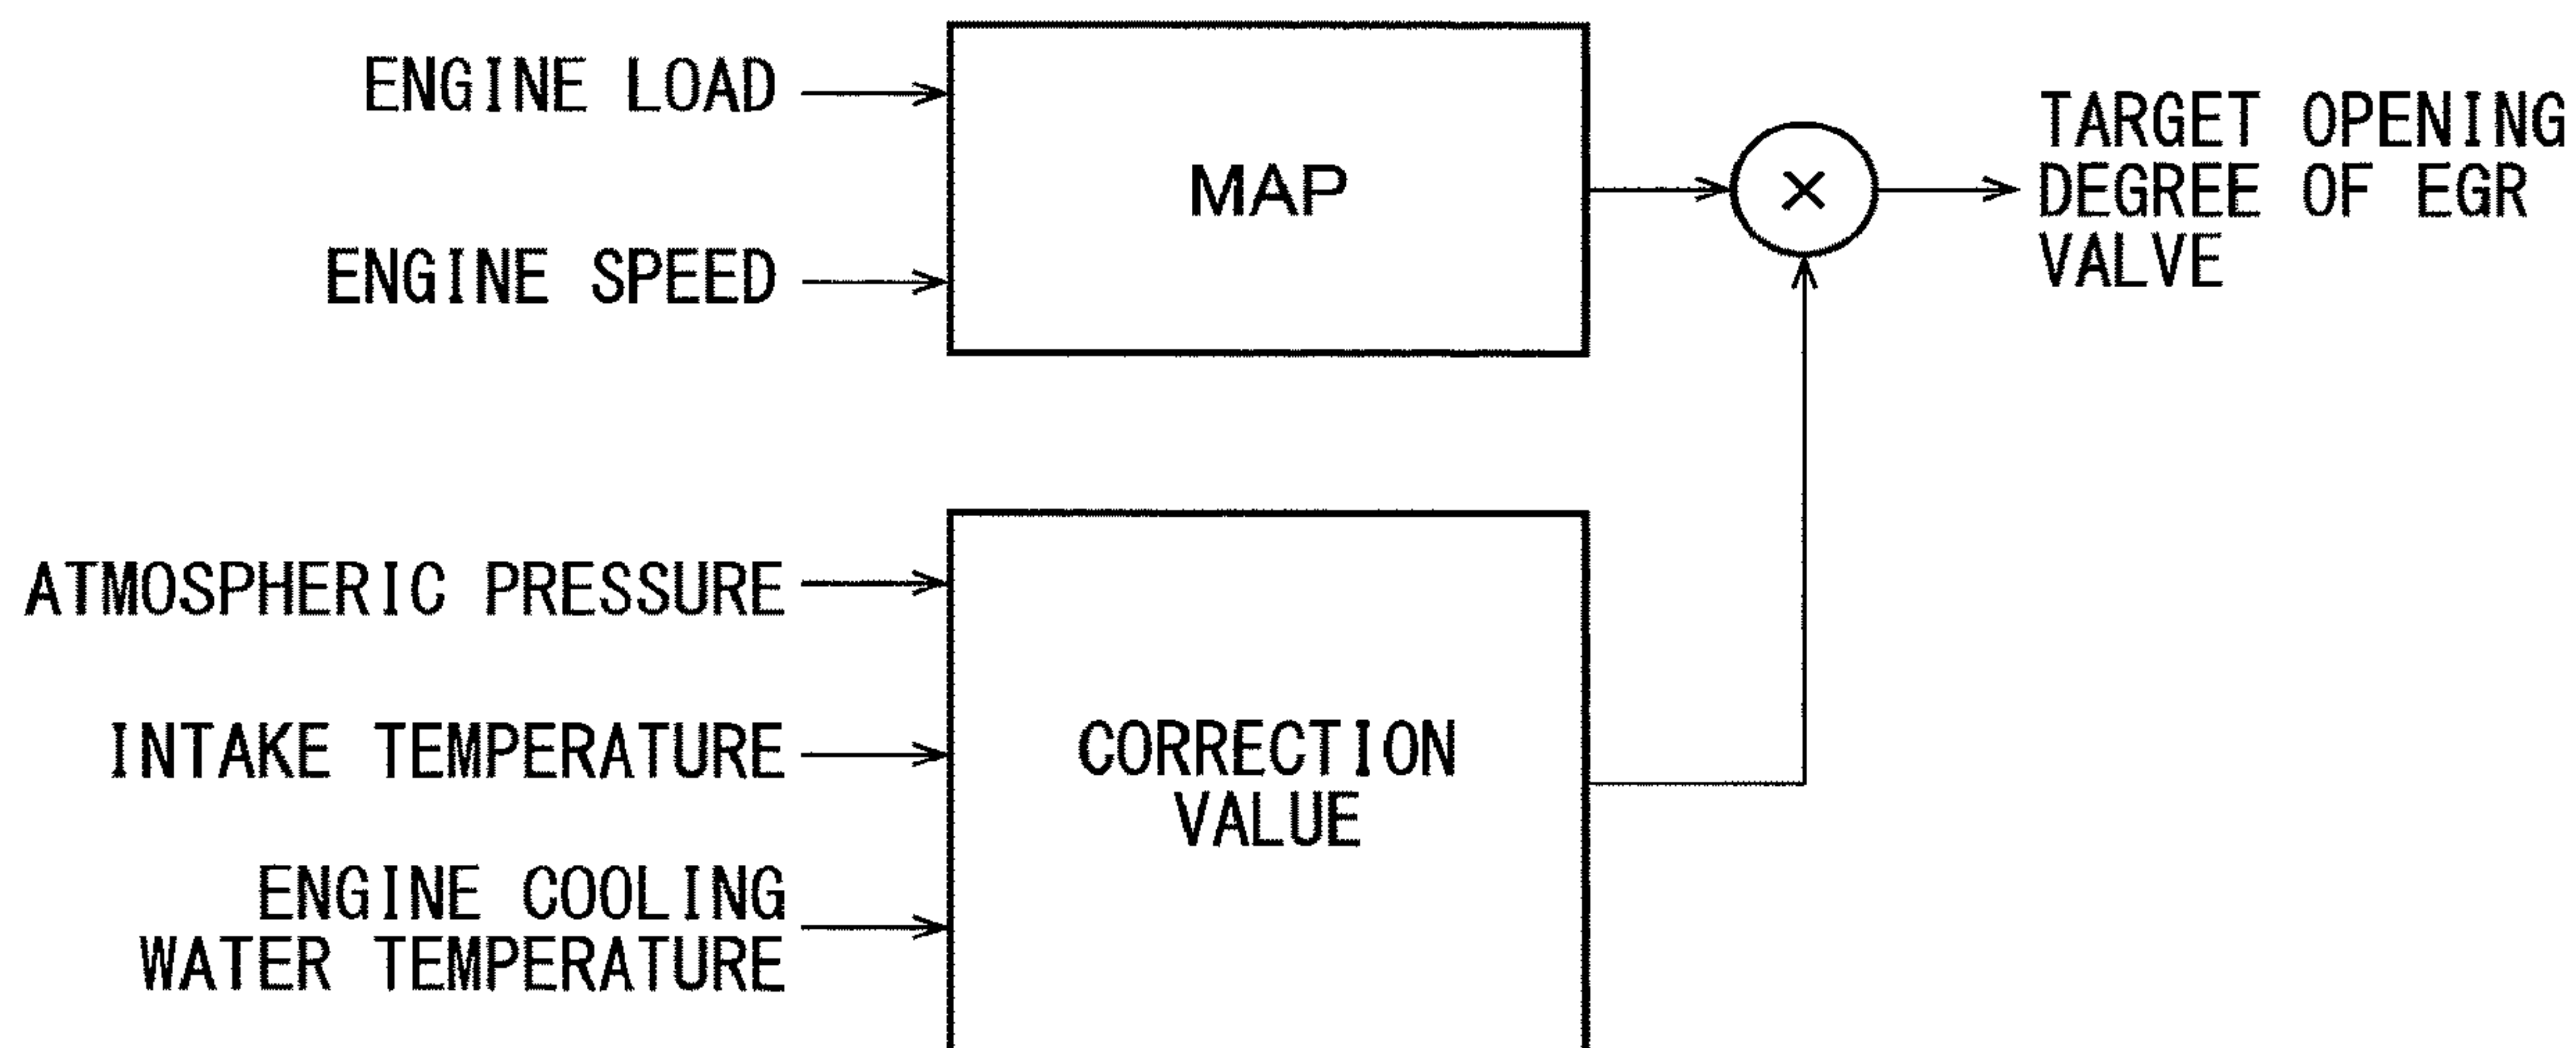 ENGINE LOAD
ENGINE SPEED
MAP
×
TARGET OPENING
DEGREE OF EGR
VALVE
ATMOSPHERIC PRESSURE
INTAKE TEMPERATURE
ENGINE COOLING
WATER TEMPERATURE
CORRECTION
VALUE